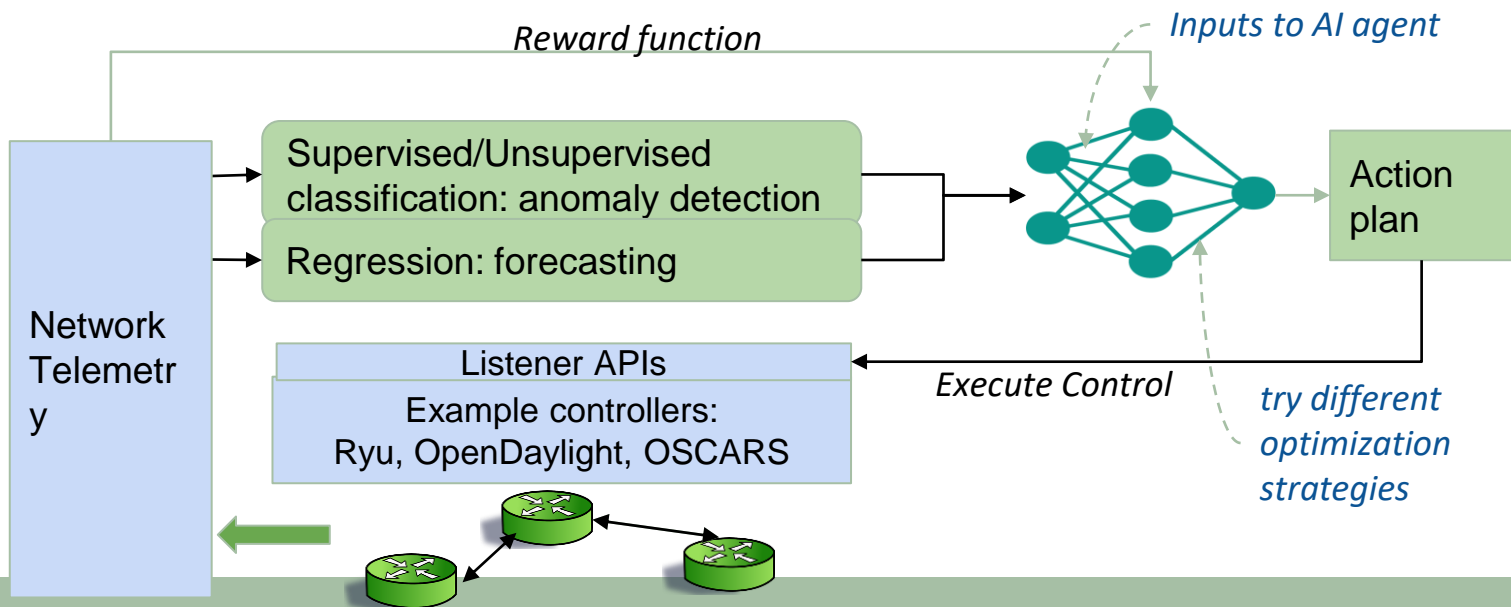 Reward function
Inputs to AI agent
Supervised/Unsupervised
classification: anomaly detection
Regression: forecasting
Action
plan
Network
Telemetr
y
Listener APIs
Example controllers:
Ryu, OpenDaylight, OSCARS
Execute Control
try different
optimization
strategies